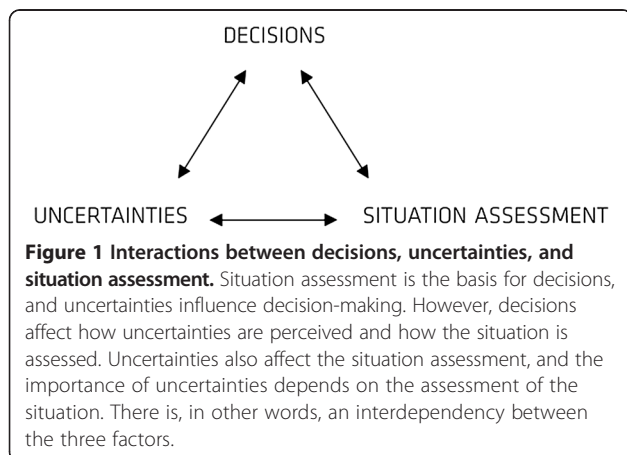 DECISIONS
UNCERTAINTIES
SITUATION ASSESSMENT
Figure 1 Interactions between decisions, uncertainties, and
situation assessment. Situation assessment is the basis for decisions,
and uncertainties influence decision-making. However, decisions
affect how uncertainties are perceived and how the situation is
assessed. Uncertainties also affect the situation assessment, and the
importance of uncertainties depends on the assessment of the
situation. There is, in other words, an interdependency between
the three factors.